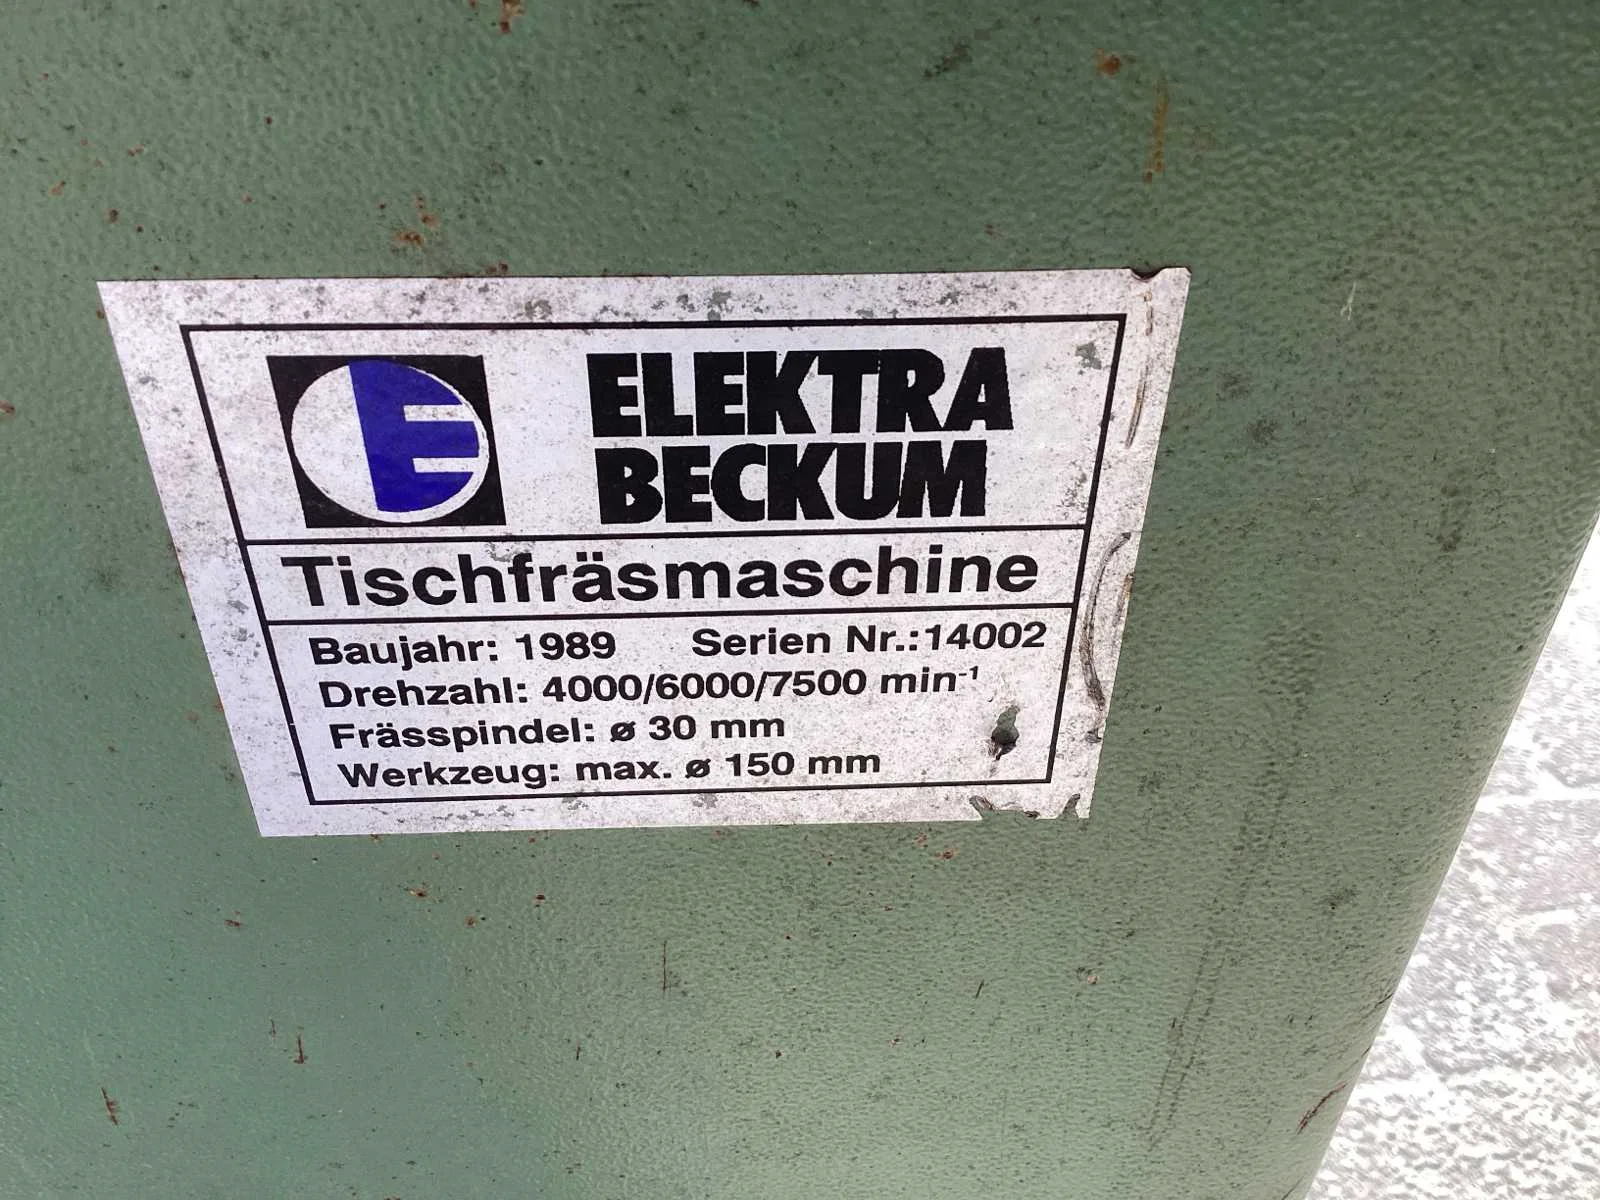 E
ELEKTRA
BECKUM
Tischfräsmaschine
Baujahr: 1989 Serien Nr.:14002
Drehzahl: 4000/6000/7500 min⁻¹
Frässpindel: ø 30 mm
Werkzeug: max. ø 150 mm